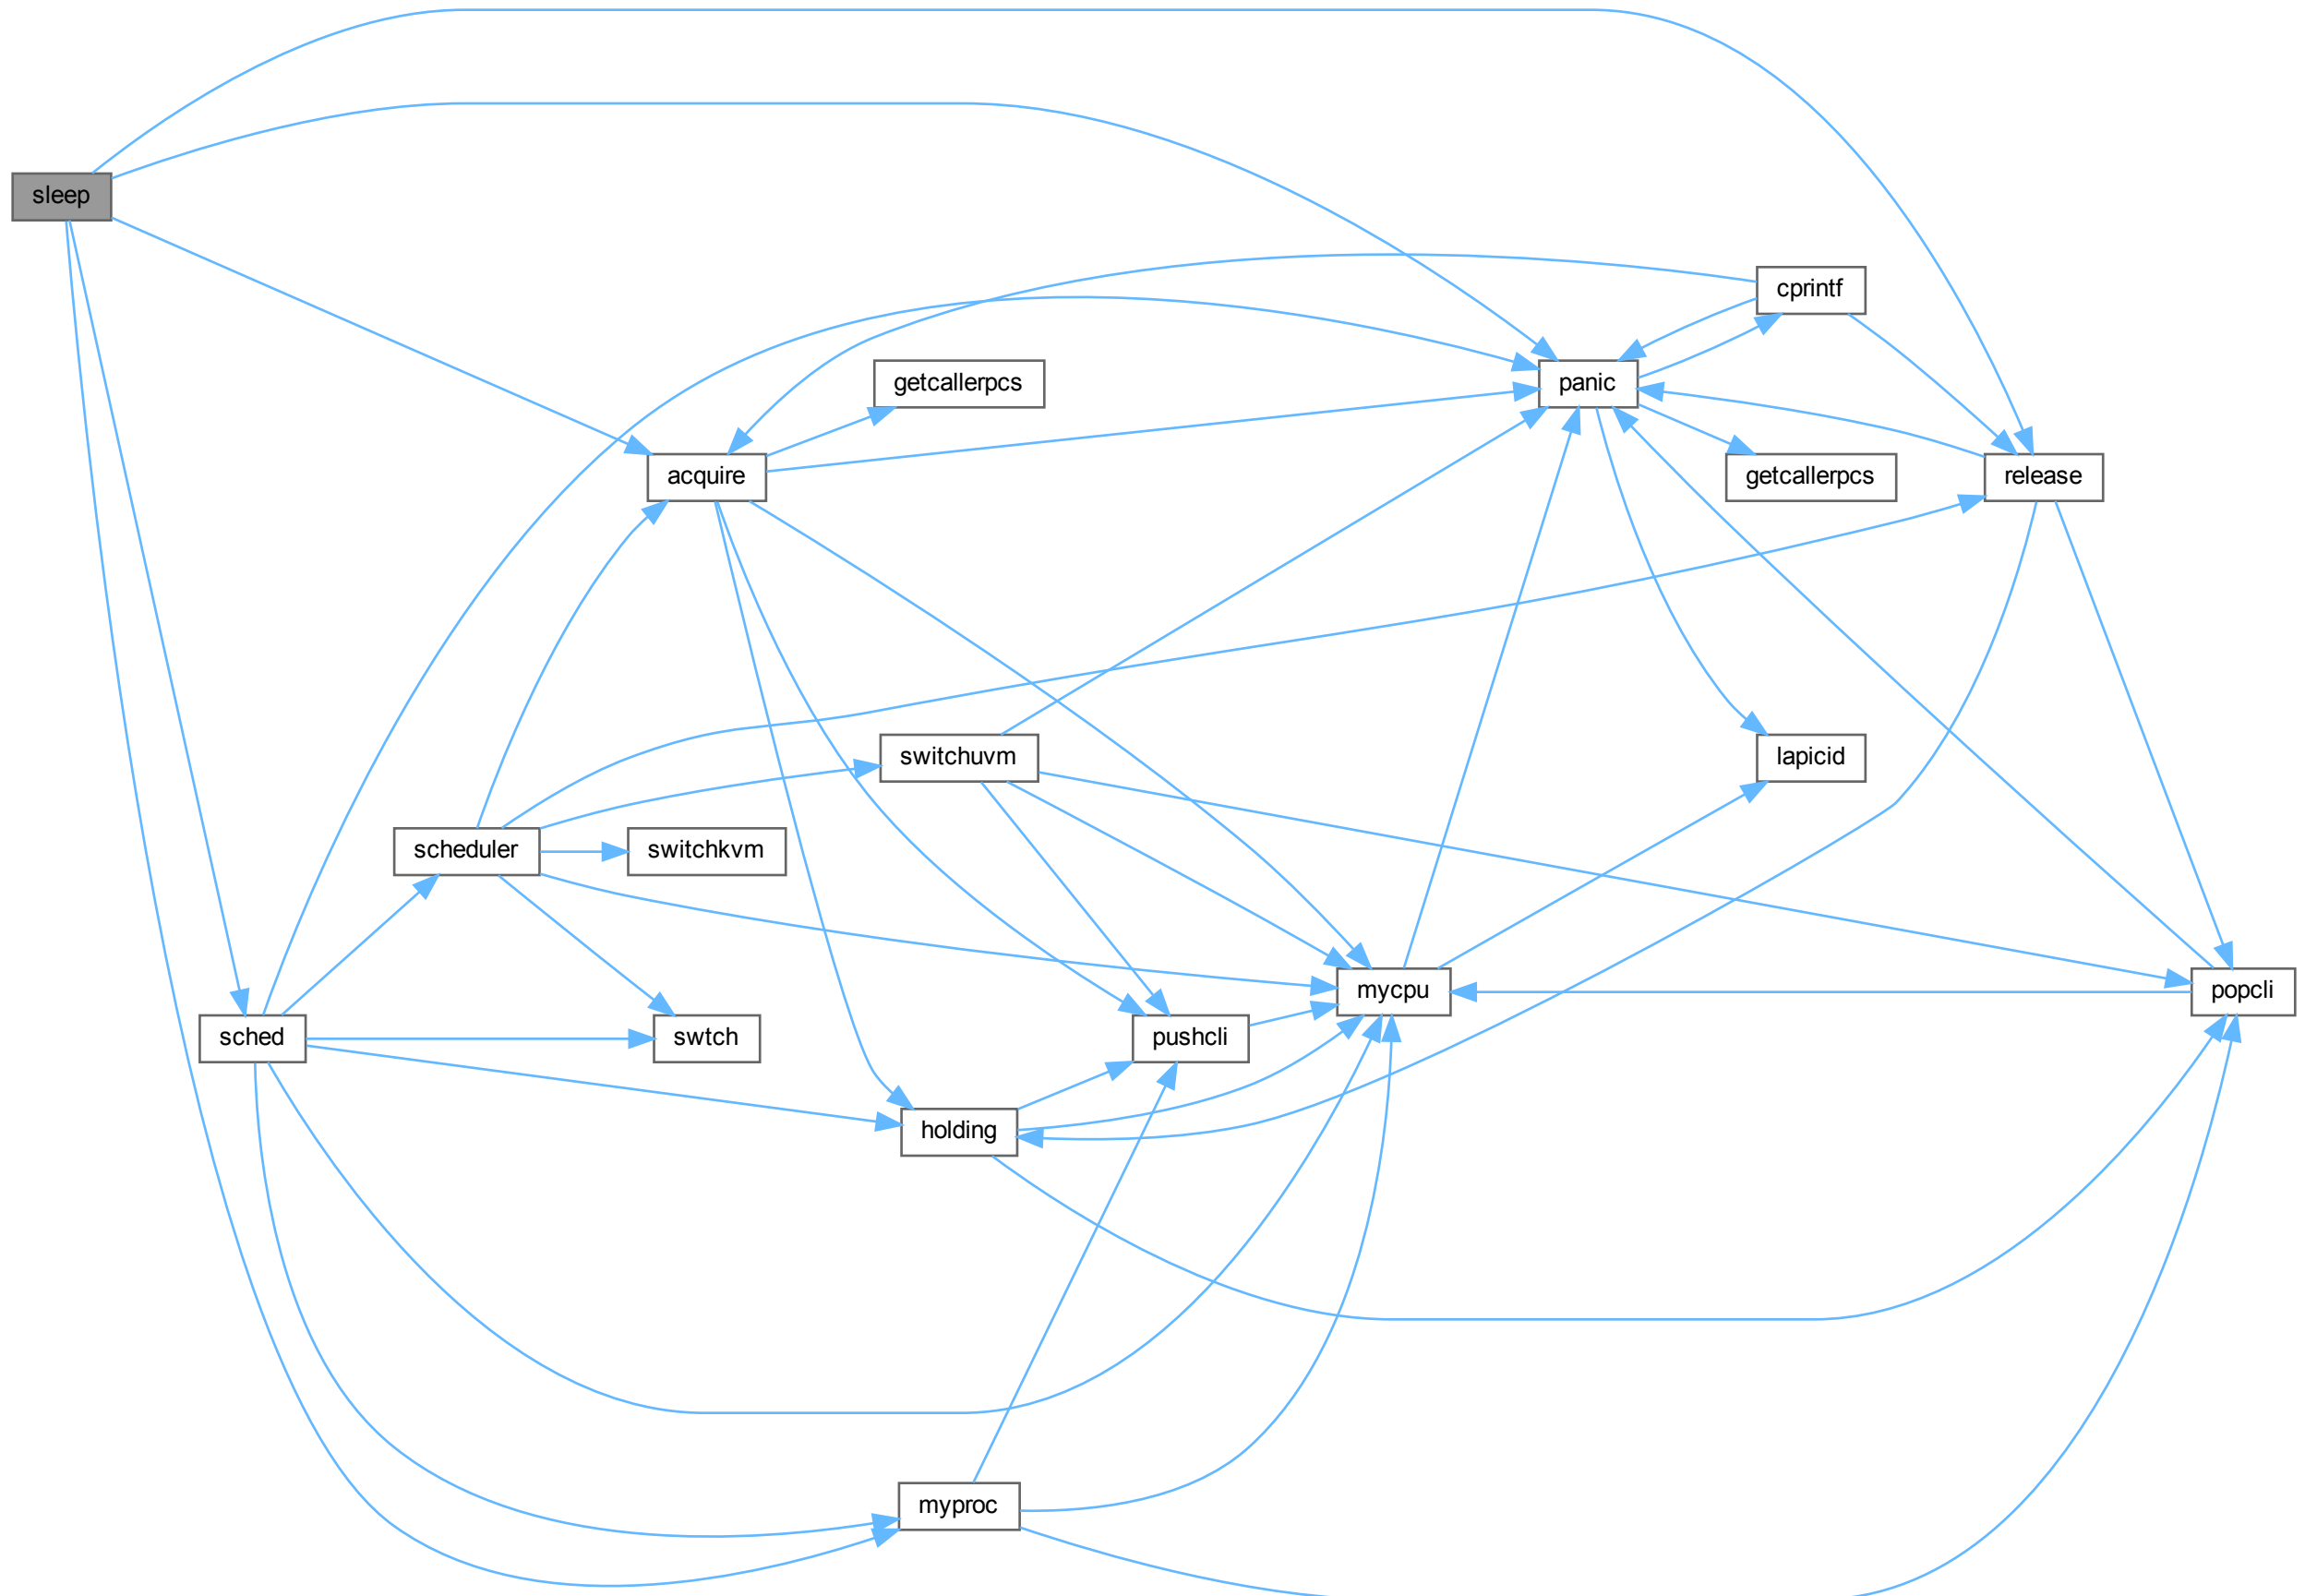 sleep
cprintf
getcallerpcs
panic
acquire
getcallerpcs
release
switchuvm
lapicid
scheduler
switchkvm
mycpu
popcli
sched
swtch
pushcli
holding
myproc